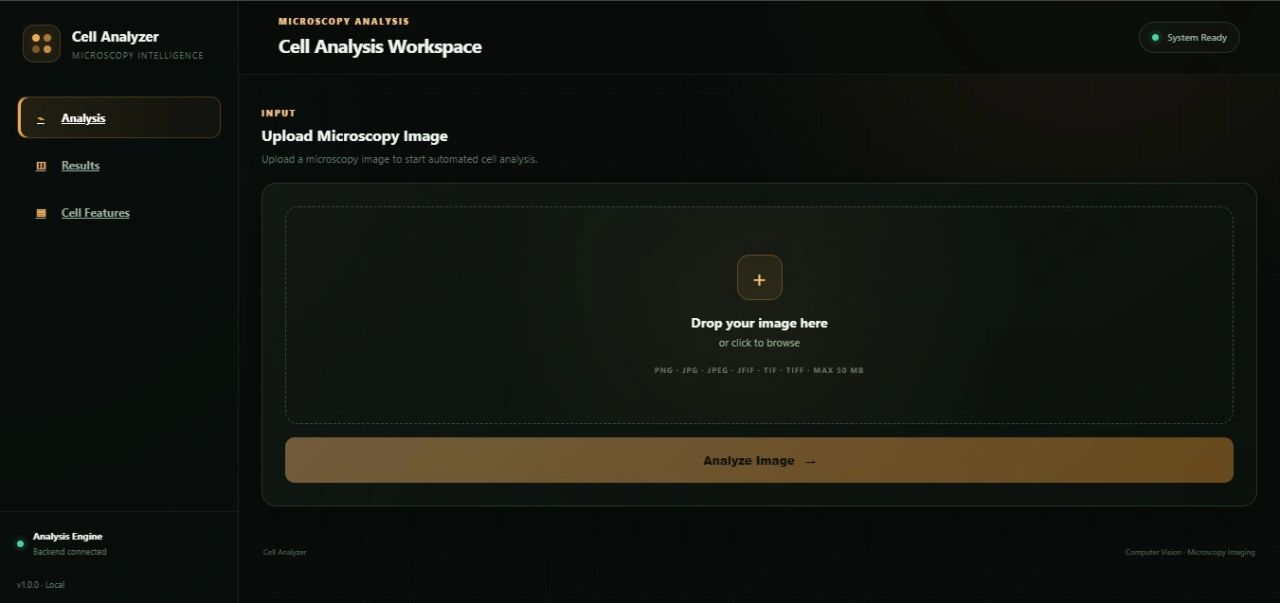 Cell Analyzer
MICROSCOPY INTELLIGENCE
Analysis
Results
Cell Features
Analysis Engine
Backend connected
v1.0.0 · Local
MICROSCOPY ANALYSIS
Cell Analysis Workspace
System Ready
INPUT
Upload Microscopy Image
Upload a microscopy image to start automated cell analysis.
+
Drop your image here
or click to browse
PNG · JPG · JPEG · JFIF · TIF · TIFF · MAX 50 MB
Analyze Image →
Cell Analyzer
Computer Vision · Microscopy Imaging